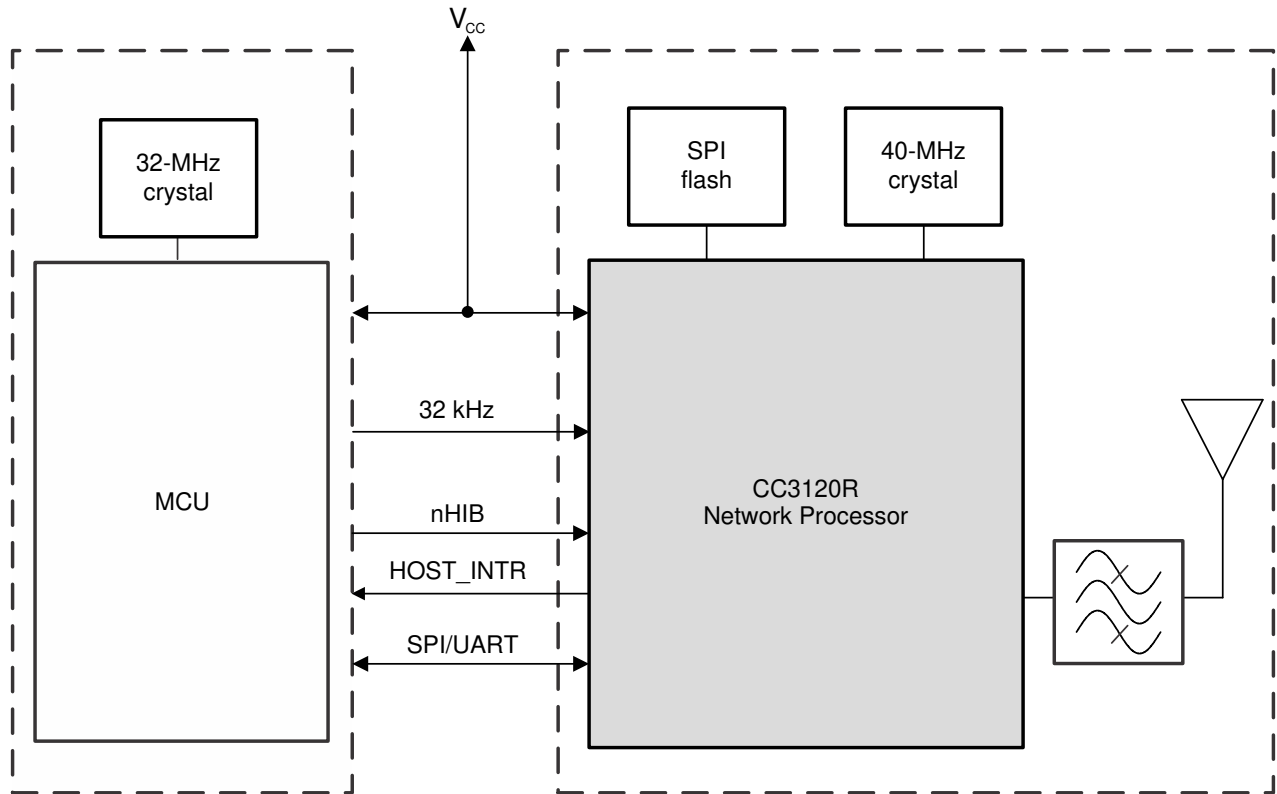 VCC
32-MHz
crystal
SPI
flash
40-MHz
crystal
32 kHz
MCU
nHIB
CC3120R
Network Processor
HOST_INTR
SPI/UART